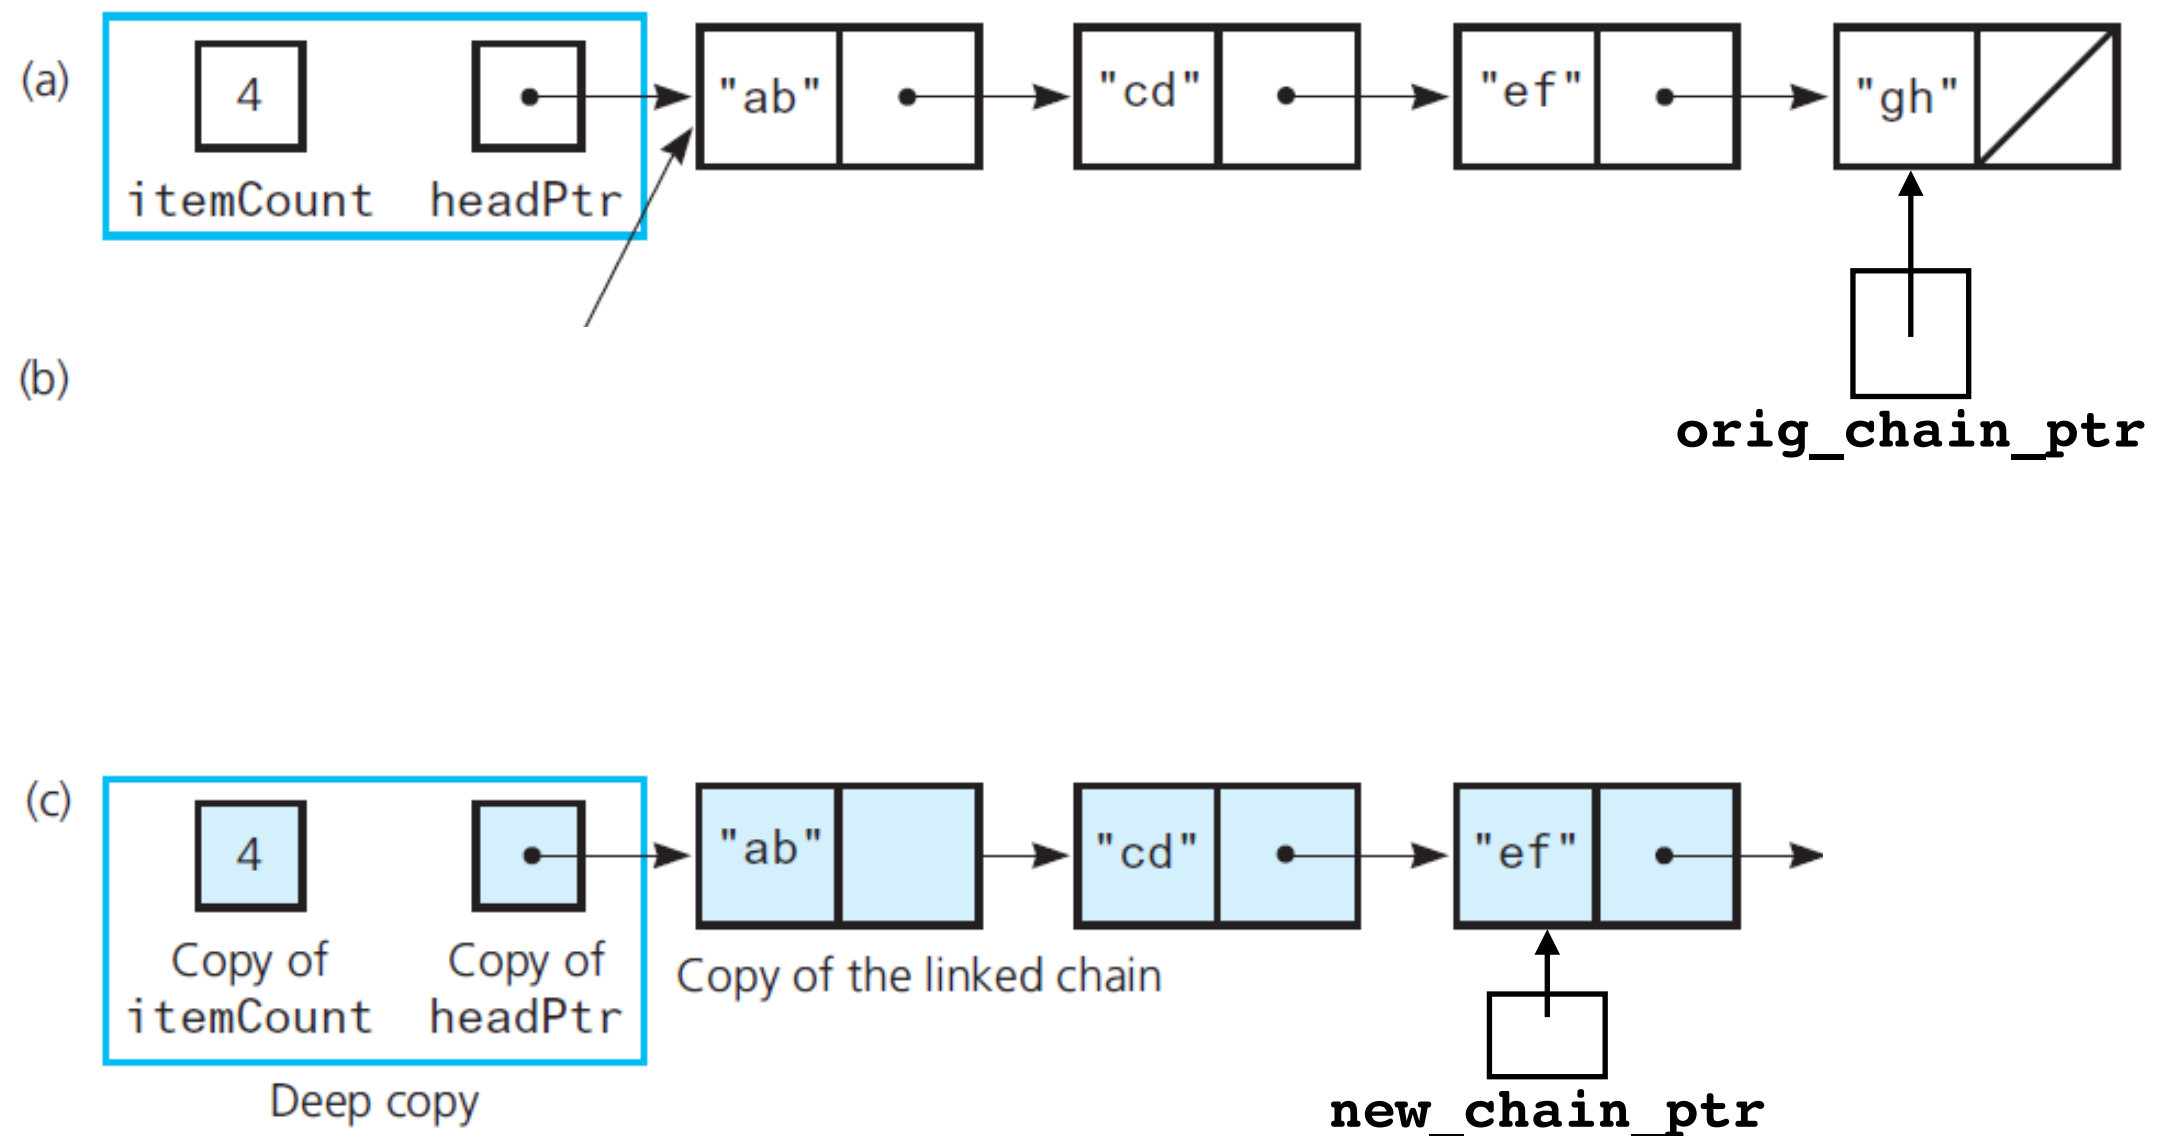 (a)
4
"ab"
"cd"
"ef"
"gh"
itemCount headPtr
(b)
orig_chain_ptr
(c)
4
"ab"
"cd"
"ef"
Copy of
itemCount
Copy of
headPtr
Copy of the linked chain
Deep copy
new_chain_ptr